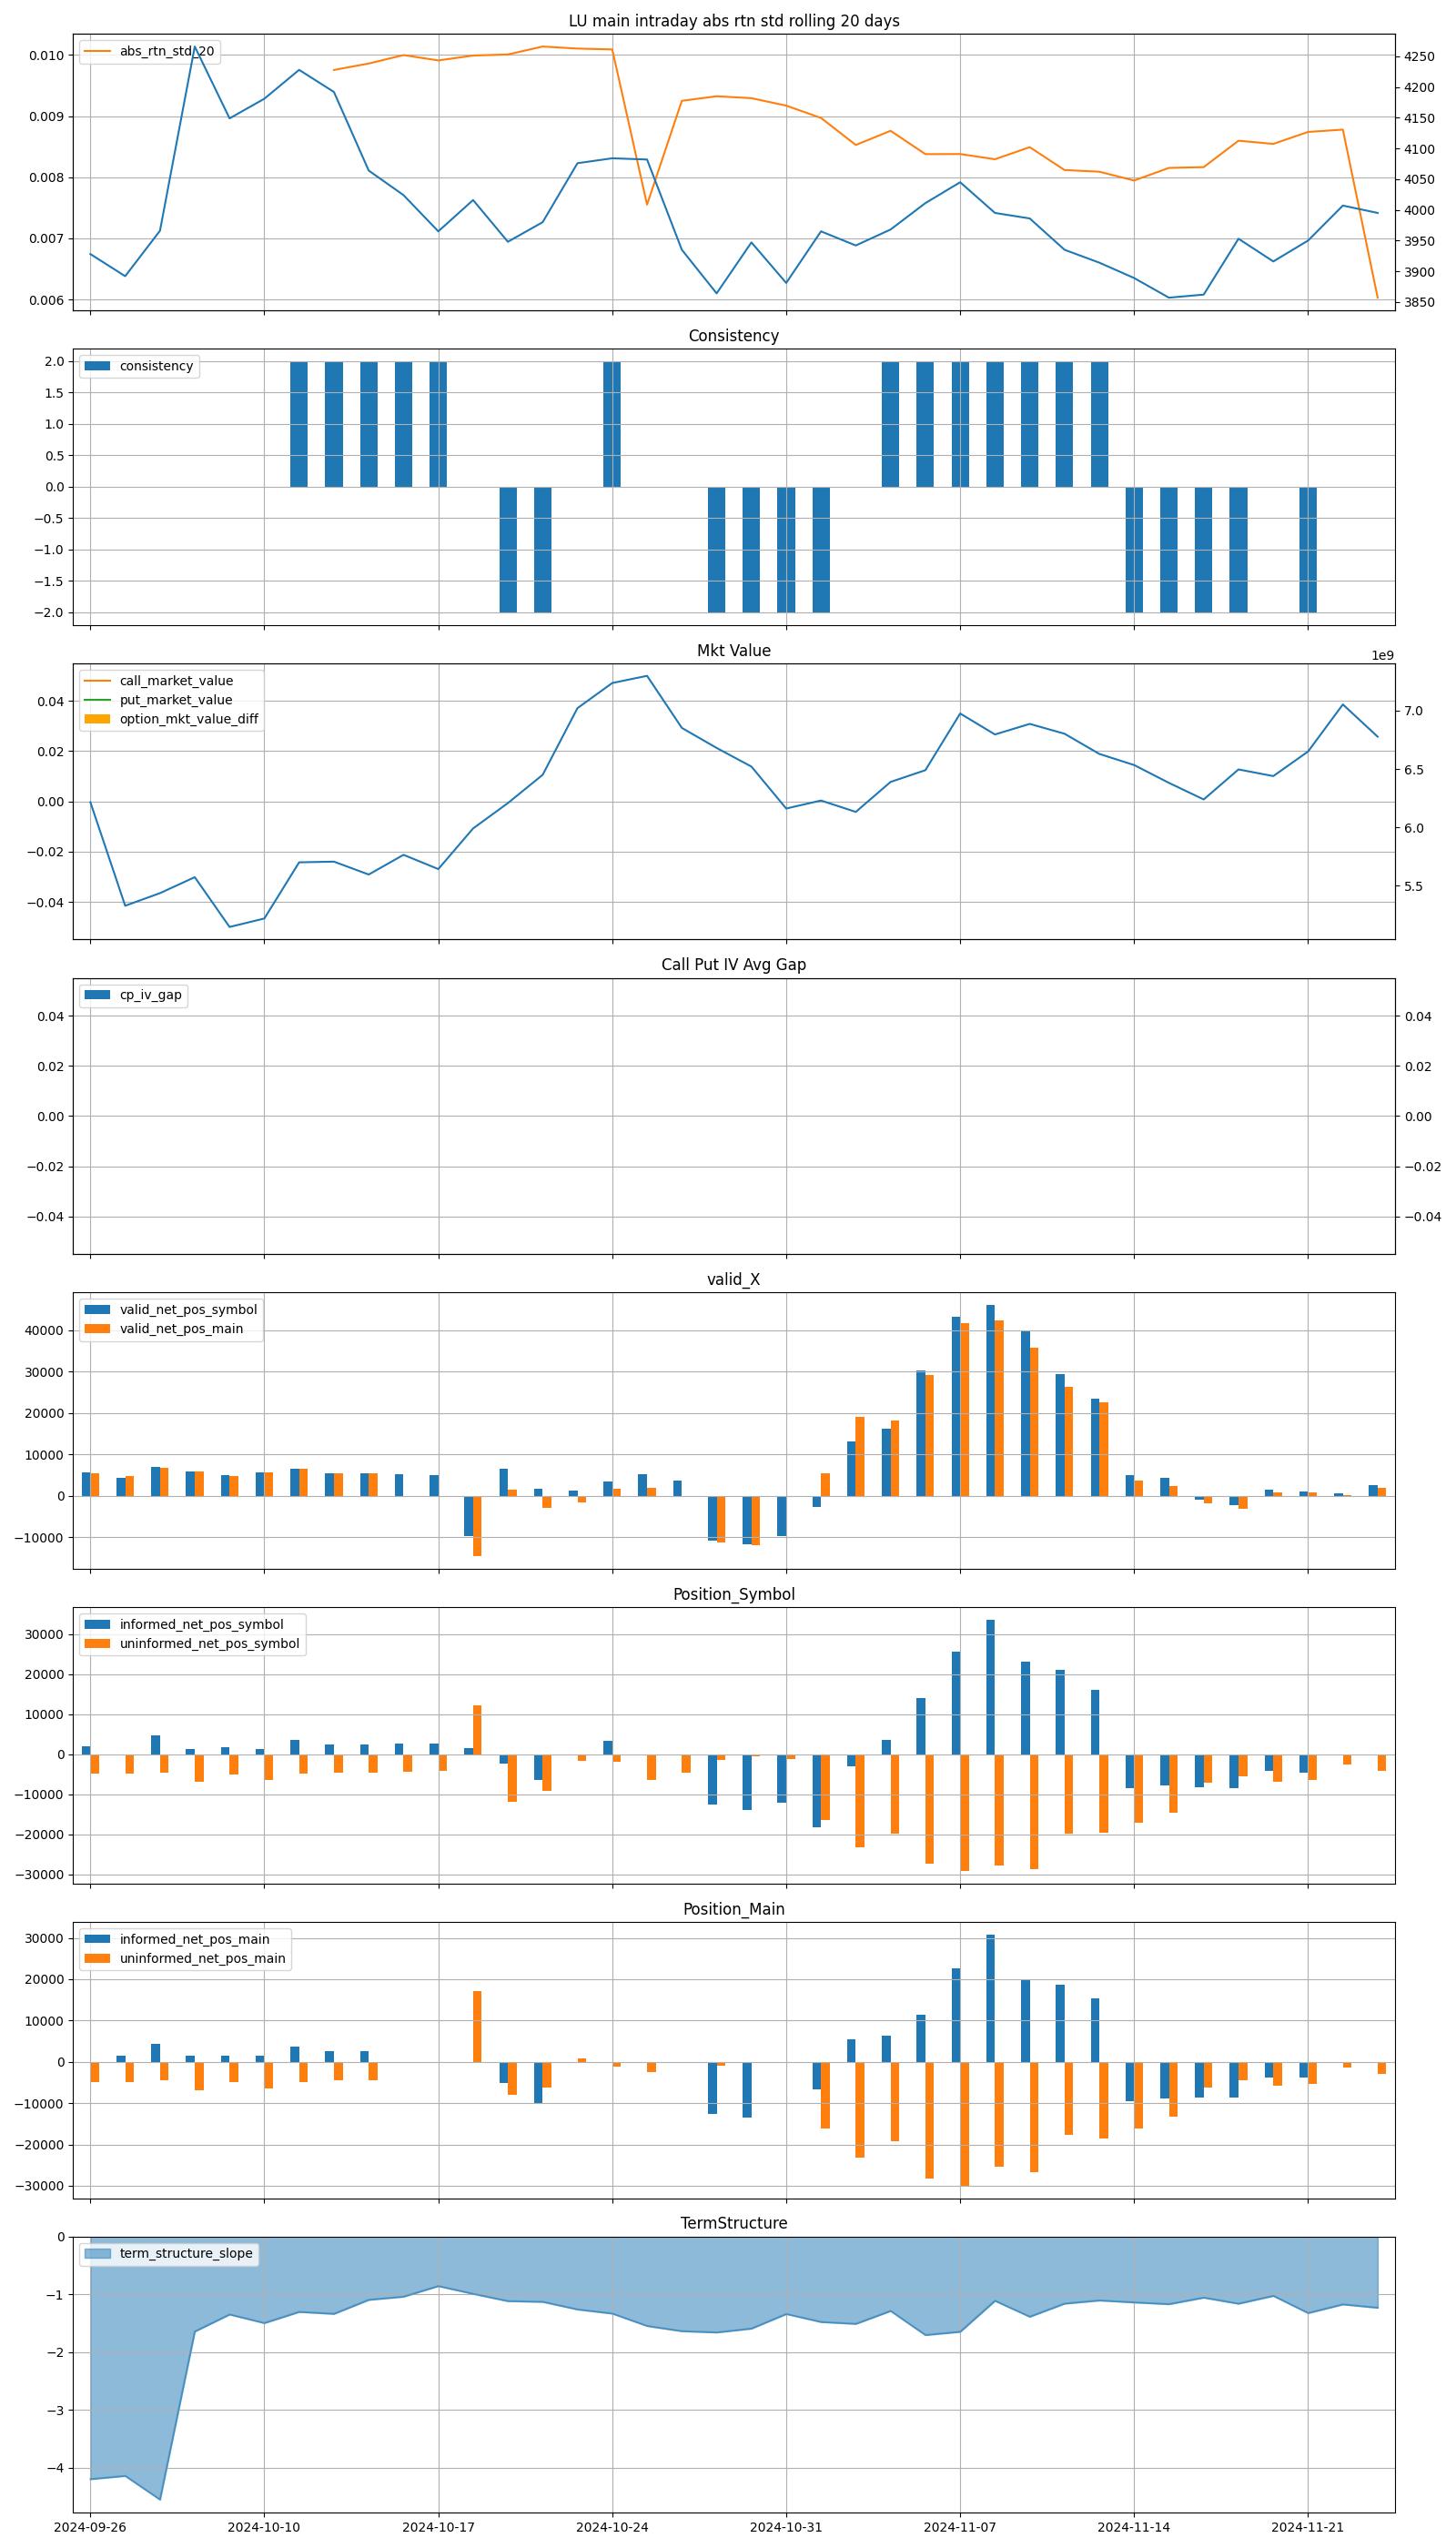 LU main intraday abs rtn std rolling 20 days
abs_rtn_std_20
0.010
0.009
0.008
0.007
0.006
4250
4200
4150
4100
4050
4000
3950
3900
3850
Consistency
consistency
2.0
1.5
1.0
0.5
0.0
−0.5
−1.0
−1.5
−2.0
Mkt Value
1e9
call_market_value
put_market_value
option_mkt_value_diff
0.04
0.02
0.00
−0.02
−0.04
7.0
6.5
6.0
5.5
Call Put IV Avg Gap
cp_iv_gap
0.04
0.02
0.00
−0.02
−0.04
0.04
0.02
0.00
−0.02
−0.04
valid_X
valid_net_pos_symbol
valid_net_pos_main
40000
30000
20000
10000
0
−10000
Position_Symbol
informed_net_pos_symbol
uninformed_net_pos_symbol
30000
20000
10000
0
−10000
−20000
−30000
Position_Main
informed_net_pos_main
uninformed_net_pos_main
30000
20000
10000
0
−10000
−20000
−30000
TermStructure
term_structure_slope
0
−1
−2
−3
−4
2024-09-26 2024-10-10 2024-10-17 2024-10-24 2024-10-31 2024-11-07 2024-11-14 2024-11-21